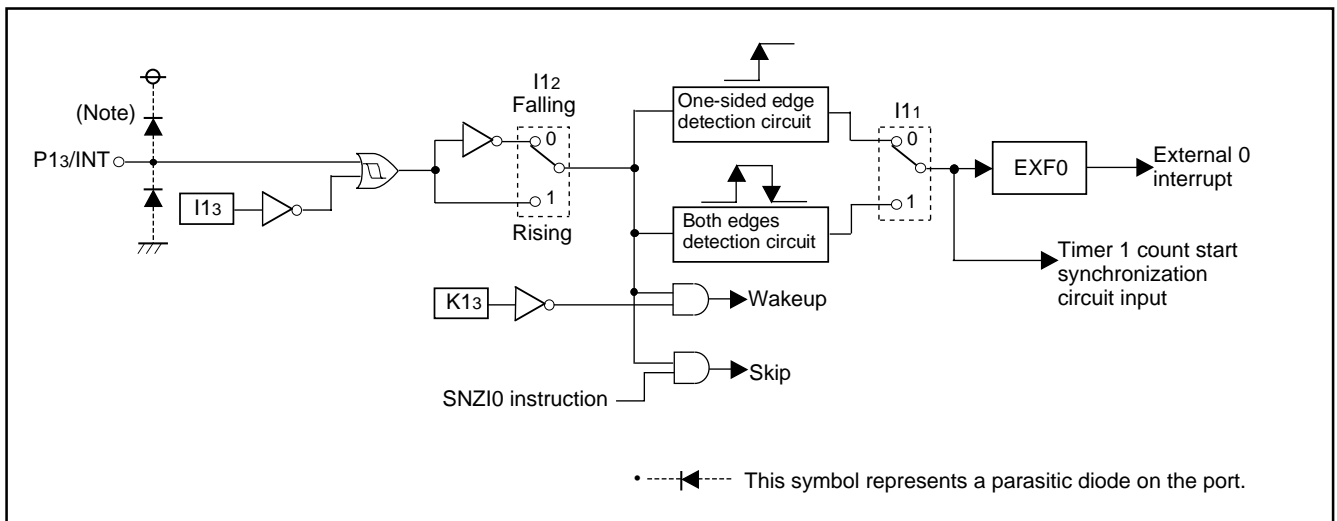 (Note)
P13/INT
I13
I12
Falling
0
1
Rising
One-sided edge
detection circuit
Both edges
detection circuit
I11
0
1
EXF0
External 0
interrupt
Timer 1 count start
synchronization
circuit input
K13
Wakeup
SNZI0 instruction
Skip
• This symbol represents a parasitic diode on the port.